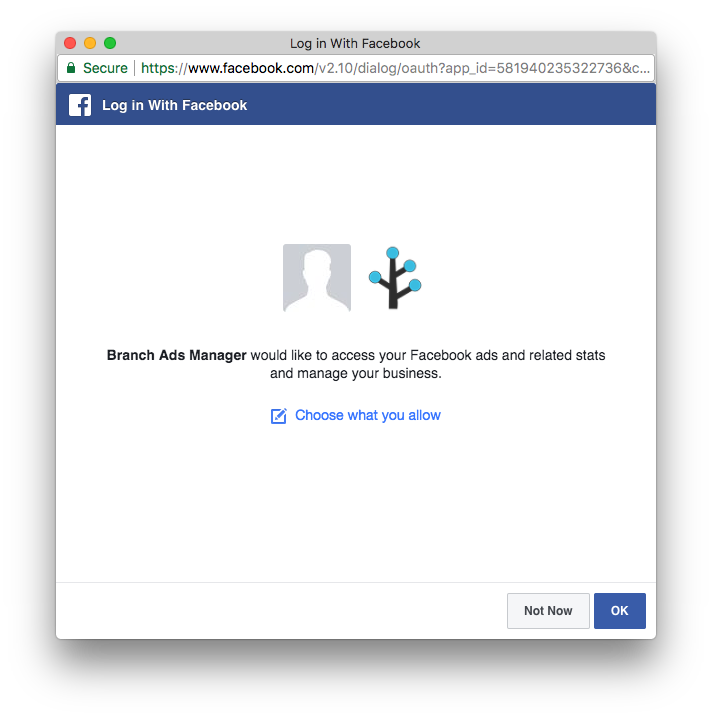 Log in With Facebook
Secure https://www.facebook.com/v2.10/dialog/oauth?app_id=581940235322736&c...
Log in With Facebook
Branch Ads Manager would like to access your Facebook ads and related stats
and manage your business.
Choose what you allow
Not Now OK